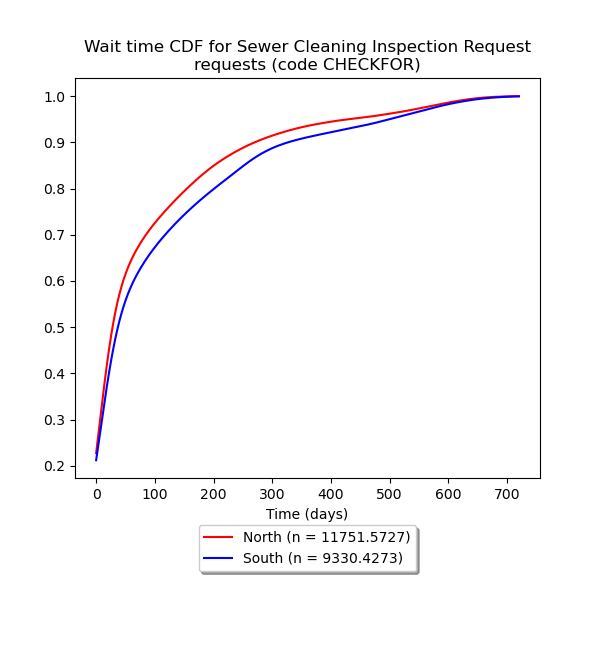 Wait time CDF for Sewer Cleaning Inspection Request
requests (code CHECKFOR)
1.0
0.9
0.8
0.7
0.6
0.5
0.4
0.3
0.2
0 100 200 300 400 500 600 700
Time (days)
North (n = 11751.5727)
South (n = 9330.4273)